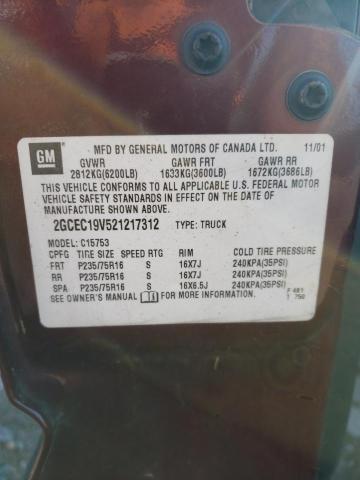 GM
MFD BY GENERAL MOTORS OF CANADA LTD. 11/01
GVWR GAWR FRT GAWR RR
2812KG(6200LB) 1633KG(3600LB) 1672KG(3686LB)
THIS VEHICLE CONFORMS TO ALL APPLICABLE U.S. FEDERAL MOTOR
VEHICLE SAFETY STANDARDS IN EFFECT ON THE DATE OF
MANUFACTURE SHOWN ABOVE.
2GCEC19V521217312 TYPE: TRUCK
MODEL: C15753
CPFG TIRE SIZE SPEED RTG RIM COLD TIRE PRESSURE
FRT P235/75R16 S 16X7J 240KPA(35PSI)
RR P235/75R16 S 16X7J 240KPA(35PSI)
SPA P235/75R16 S 16X6.5J 240KPA(35PSI)
SEE OWNER'S MANUAL FOR MORE INFORMATION. F 481
1 750